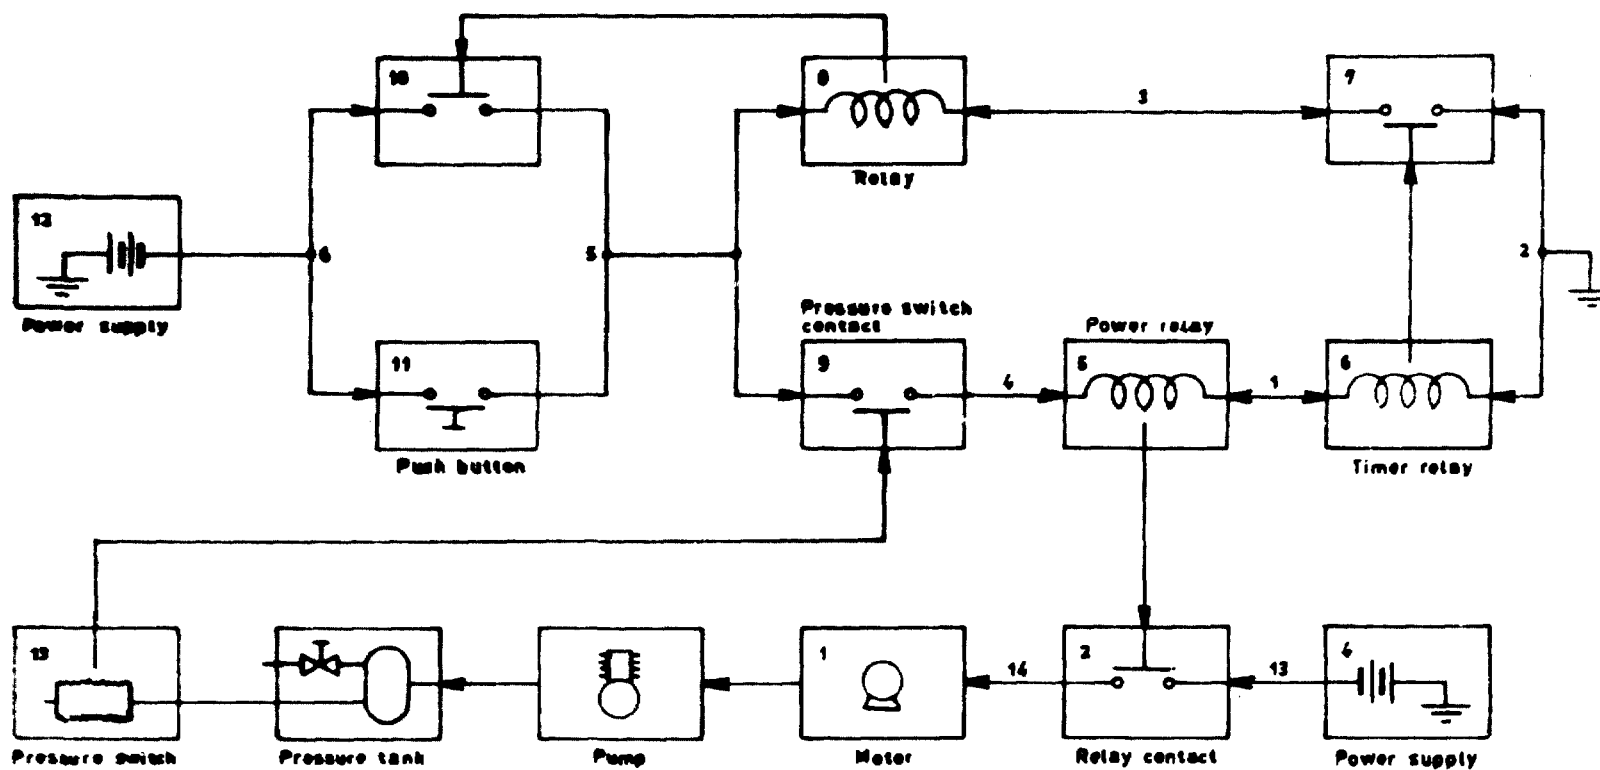 10
8
7
3
Relay
12
6
5
2
Power supply
Pressure switch
contact
Power relay
11
9
4
5
1
6
Push button
Timer relay
13
1
14
2
13
4
Pressure switch
Pressure tank
Pump
Motor
Relay contact
Power supply